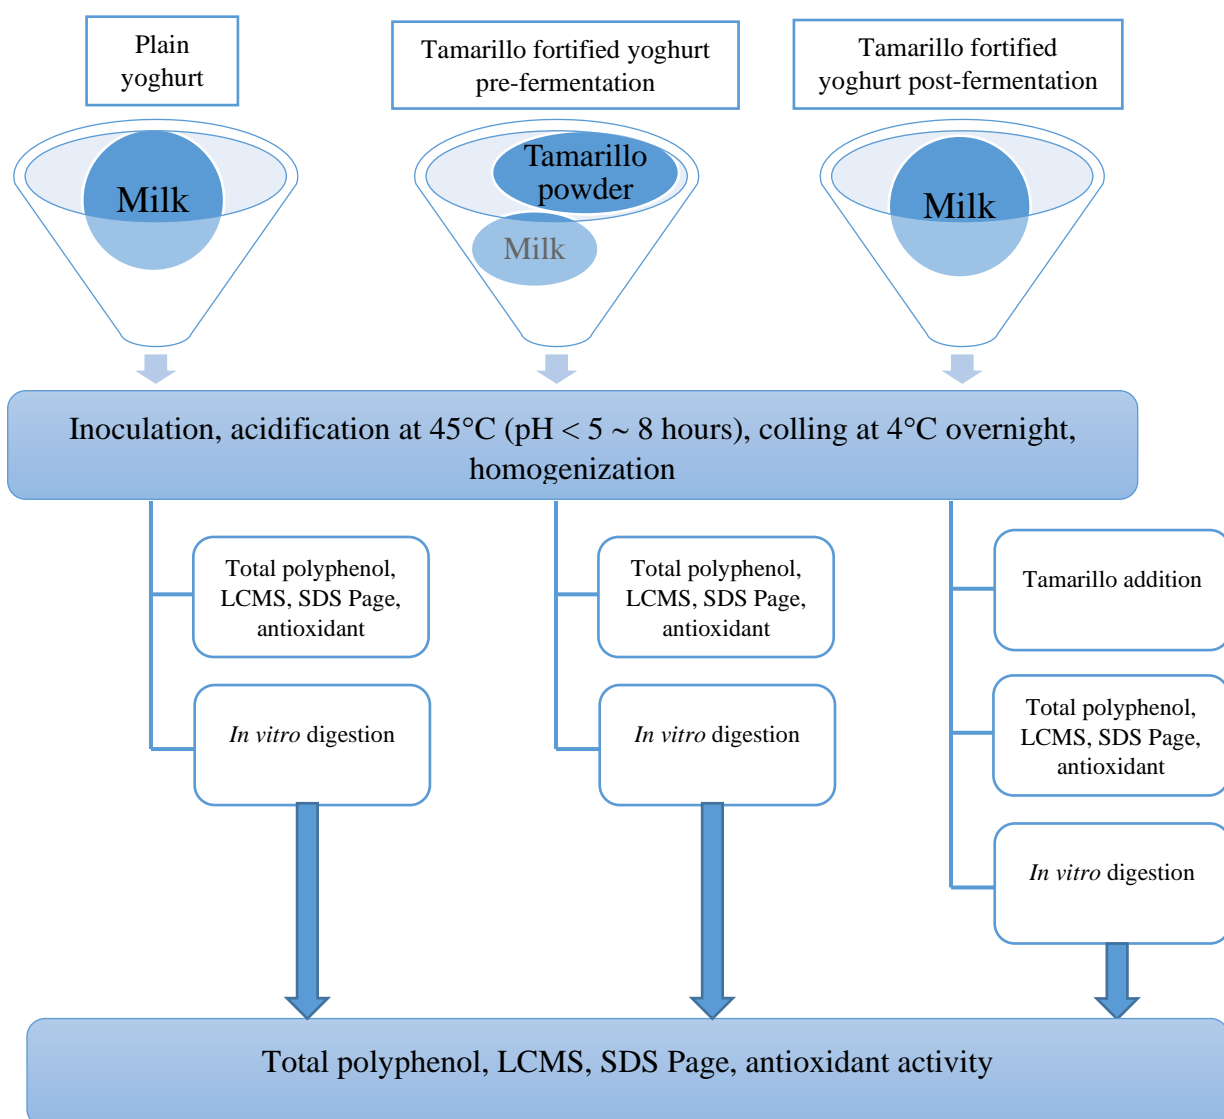 Plain
yoghurt
Tamarillo fortified yoghurt
pre-fermentation
Tamarillo fortified
yoghurt post-fermentation
Milk
Tamarillo
powder
Milk
Milk
Inoculation, acidification at 45°C (pH < 5 ~ 8 hours), colling at 4°C overnight,
homogenization
Total polyphenol,
LCMS, SDS Page,
antioxidant
In vitro digestion
Total polyphenol,
LCMS, SDS Page,
antioxidant
In vitro digestion
Tamarillo addition
Total polyphenol,
LCMS, SDS Page,
antioxidant
In vitro digestion
Total polyphenol, LCMS, SDS Page, antioxidant activity